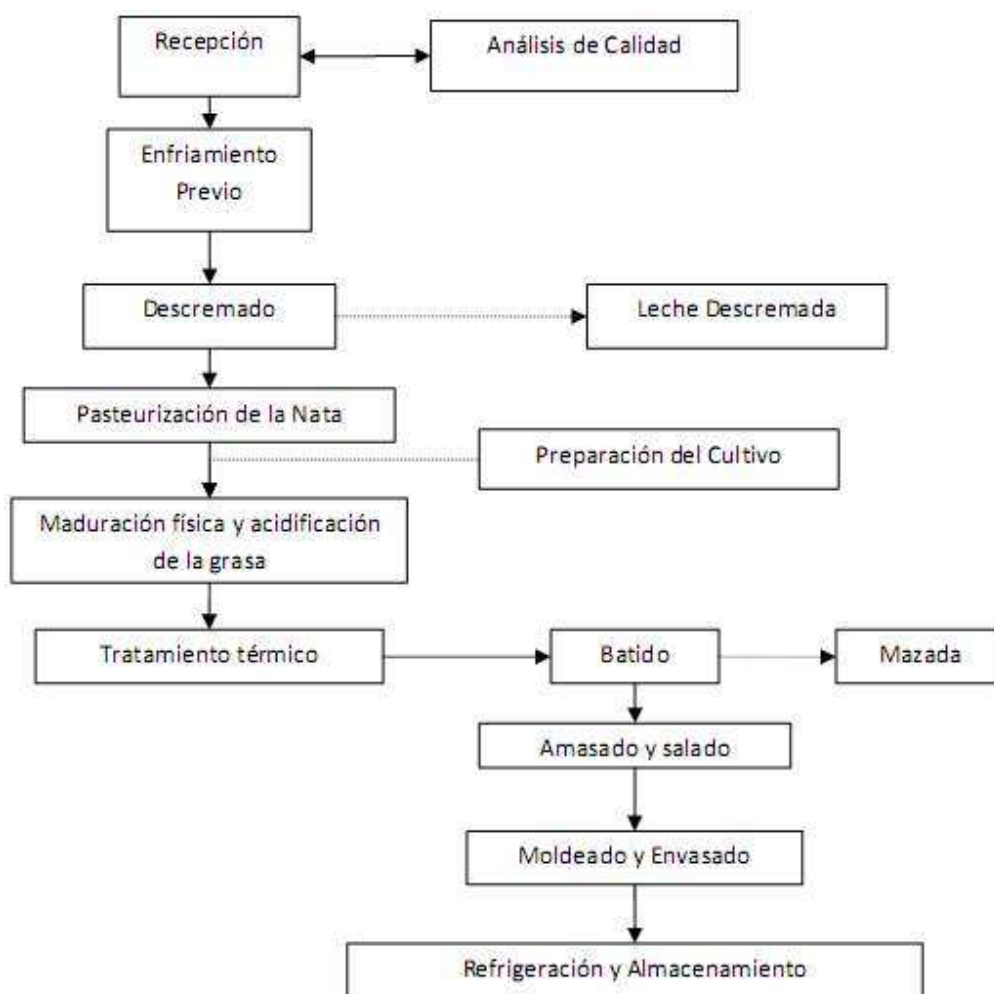 Recepción
Análisis de Calidad
Enfriamiento
Previo
Descremado
Leche Descremada
Pasteurización de la Nata
Preparación del Cultivo
Maduración física y acidificación
de la grasa
Tratamiento térmico
Batido
Mazada
Amasado y salado
Moldeado y Envasado
Refrigeración y Almacenamiento